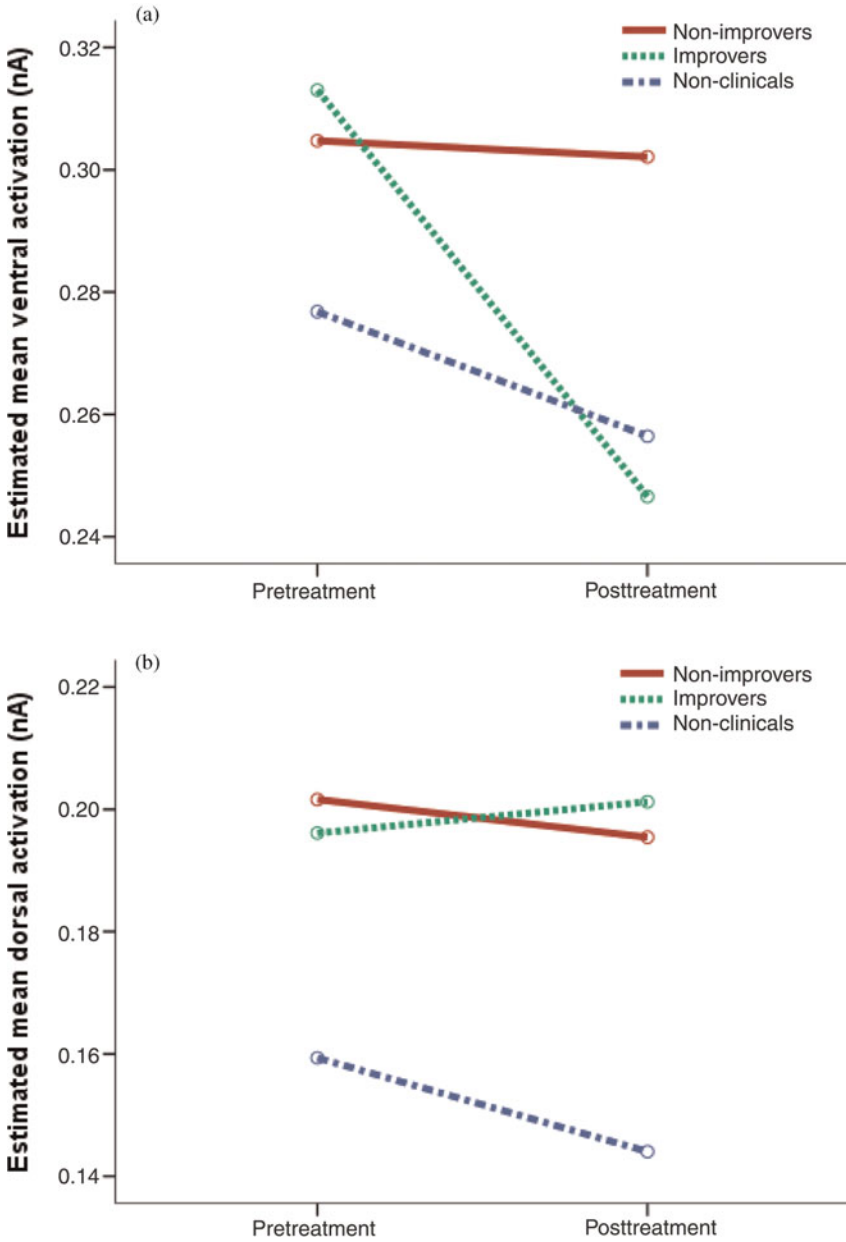 (a)
Non-improvers
Improvers
Non-clinicals
Estimated mean ventral activation (nA)
0.32
0.30
0.28
0.26
0.24
Pretreatment
Posttreatment
(b)
Non-improvers
Improvers
Non-clinicals
Estimated mean dorsal activation (nA)
0.22
0.20
0.18
0.16
0.14
Pretreatment
Posttreatment